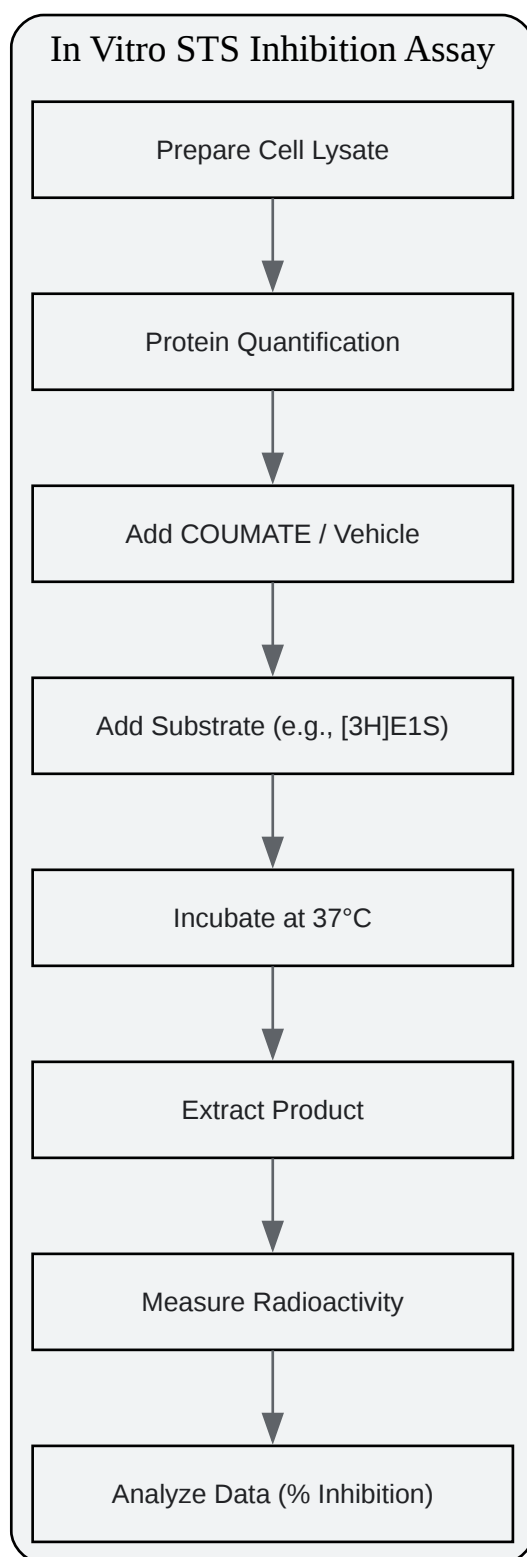 In Vitro STS Inhibition Assay
Prepare Cell Lysate
Protein Quantification
Add COUMATE / Vehicle
Add Substrate (e.g., [3H]E1S)
Incubate at 37°C
Extract Product
Measure Radioactivity
Analyze Data (% Inhibition)